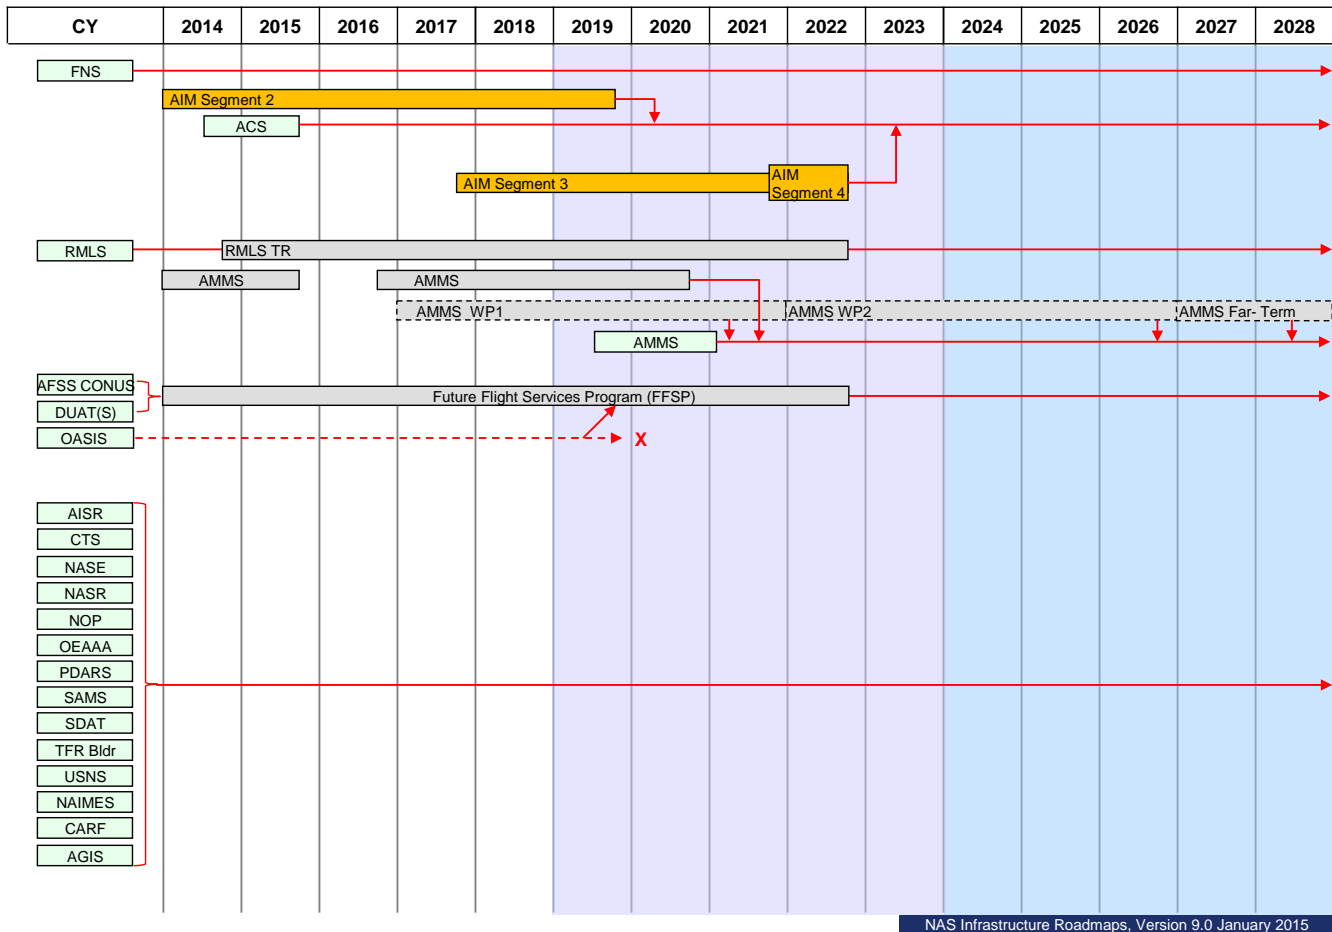 CY 2014 2015 2016 2017 2018 2019 2020 2021 2022 2023 2024 2025 2026 2027 2028
FNS
AIM Segment 2
ACS
AIM Segment 3
AIM
Segment 4
RMLS
RMLS TR
AMMS
AMMS
AMMS WP1
AMMS WP2
AMMS Far- Term
AMMS
AFSS CONUS
Future Flight Services Program (FFSP)
DUAT(S)
OASIS
X
AISR
CTS
NASE
NASR
NOP
OEAAA
PDARS
SAMS
SDAT
TFR Bldr
USNS
NAIMES
CARF
AGIS
NAS Infrastructure Roadmaps, Version 9.0 January 2015